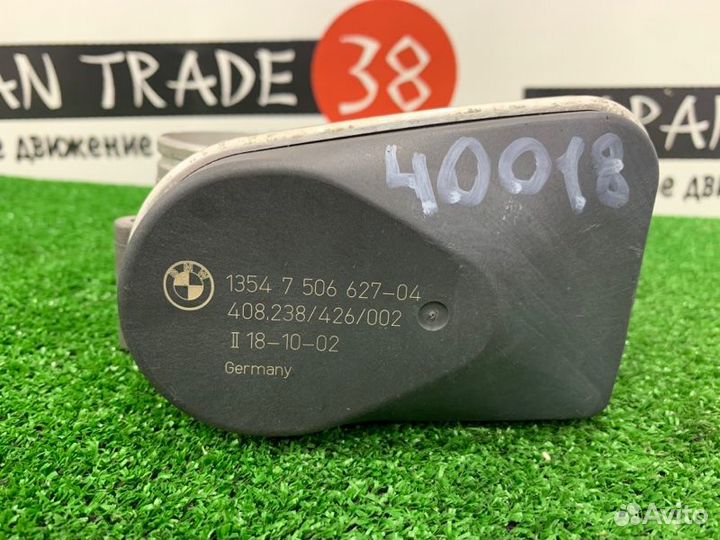 AN TRADE 38
PAN
е движение
е дви
40018
BMW
1354 7 506 627-04
408.238/426/002
II 18-10-02
Germany
Avito